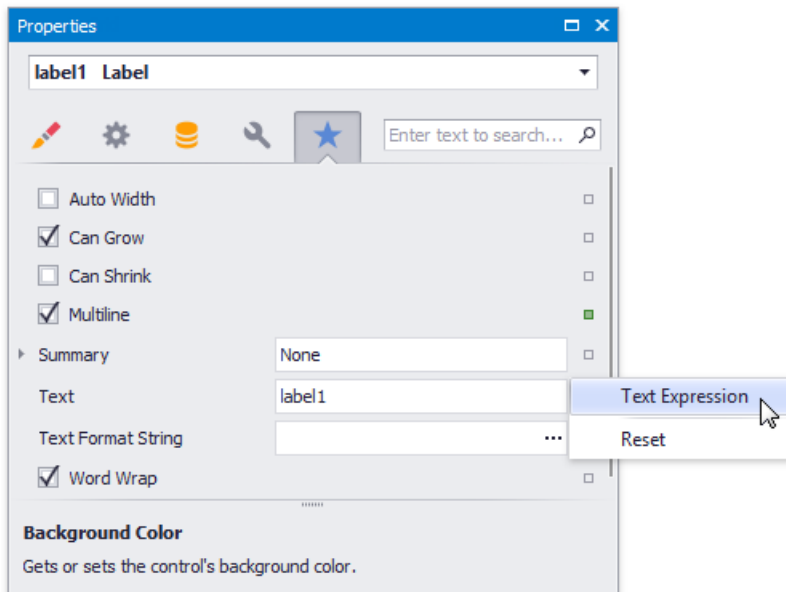 Properties
label1 Label
Enter text to search...
Auto Width
Can Grow
Can Shrink
Multiline
Summary None
Text label1 Text Expression
Text Format String ...
Reset
Word Wrap
Background Color
Gets or sets the control's background color.